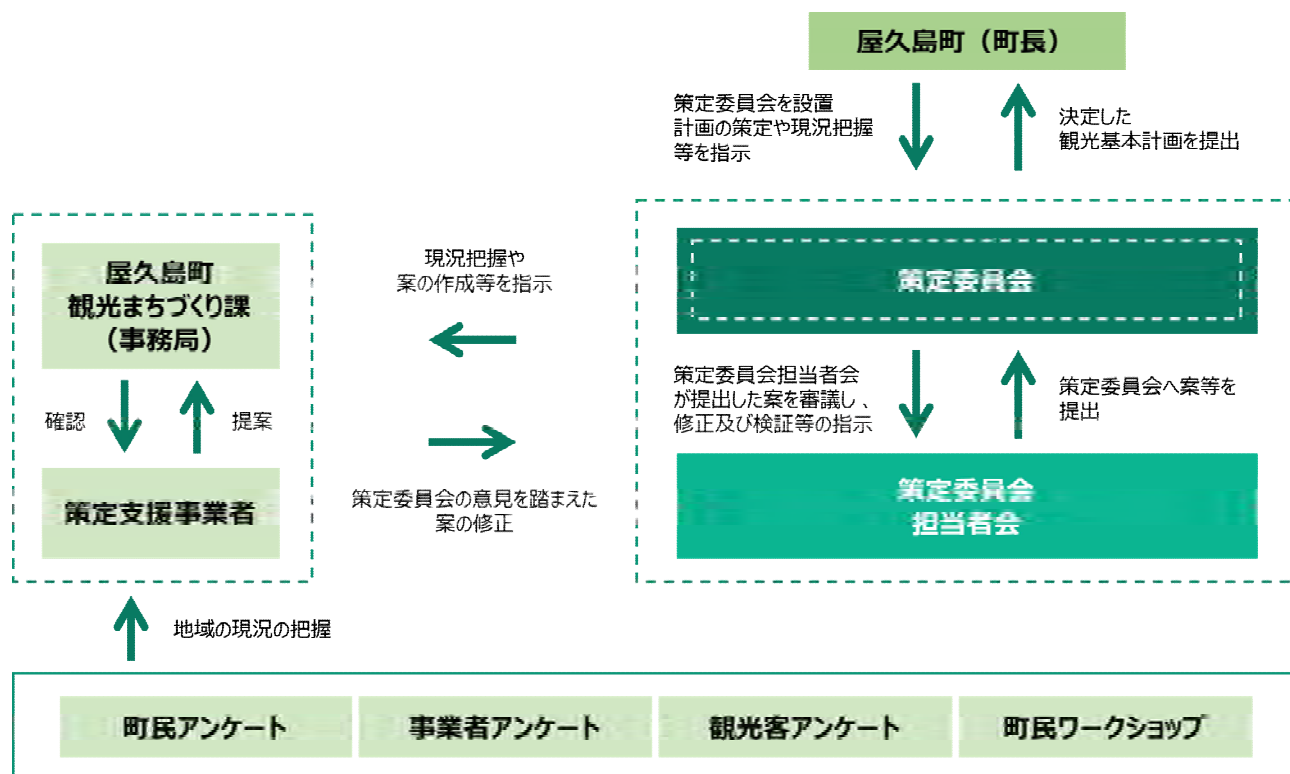 屋久島町（町長）
策定委員会を設置
計画の策定や現況把握
等を指示
決定した
観光基本計画を提出
屋久島町
観光まちづくり課
（事務局）
確認
提案
策定支援事業者
現況把握や
案の作成等を指示
策定委員会の意見を踏まえた
案の修正
策定委員会
策定委員会担当者会
が提出した案を審議し、
修正及び検証等の指示
策定委員会へ案等を
提出
策定委員会
担当者会
地域の現況の把握
町民アンケート
事業者アンケート
観光客アンケート
町民ワークショップ